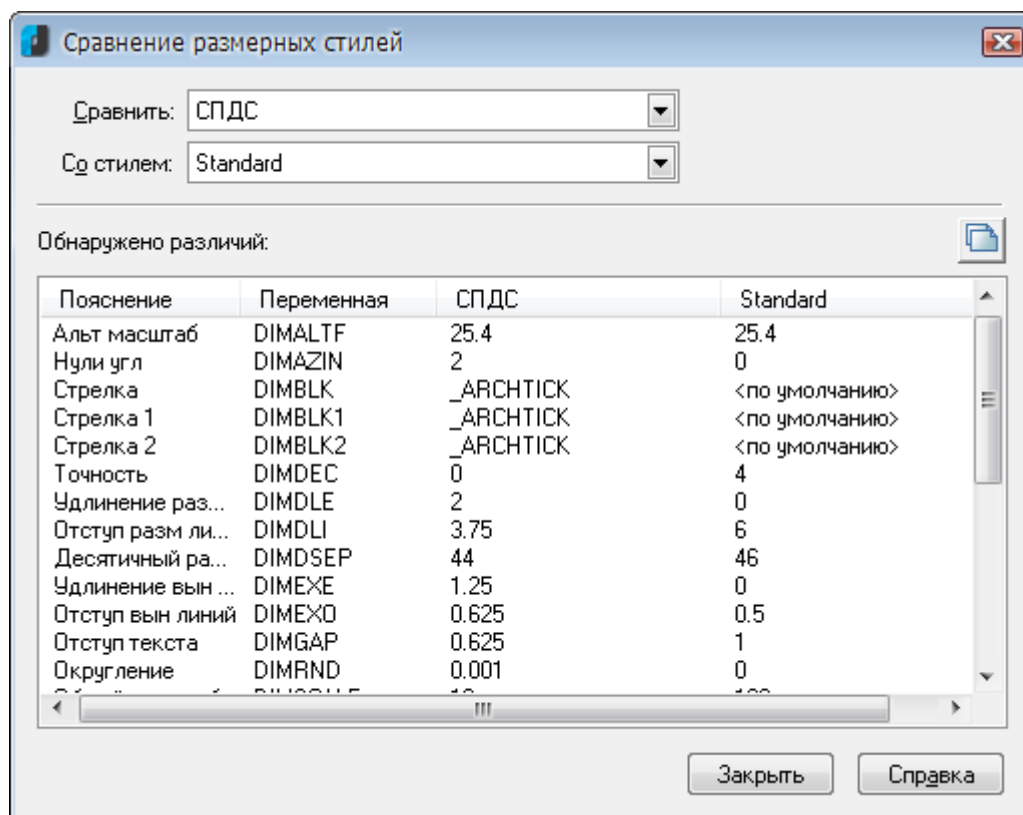 Сравнение размерных стилей
Сравнить: СПДС
Со стилем: Standard
Обнаружено различий:
Пояснение Переменная СПДС Standard
Альт масштаб DIMALTF 25.4 25.4
Нули угл DIMAZIN 2 0
Стрелка DIMBLK _ARCHTICK <по умолчанию>
Стрелка 1 DIMBLK1 _ARCHTICK <по умолчанию>
Стрелка 2 DIMBLK2 _ARCHTICK <по умолчанию>
Точность DIMDEC 0 4
Удлинение раз... DIMDLE 2 0
Отступ разм ли... DIMDLI 3.75 6
Десятичный ра... DIMDSEP 44 46
Удлинение вын ... DIMEXE 1.25 0
Отступ вын линий DIMEXO 0.625 0.5
Отступ текста DIMGAP 0.625 1
Округление DIMRND 0.001 0
Закрыть Справка